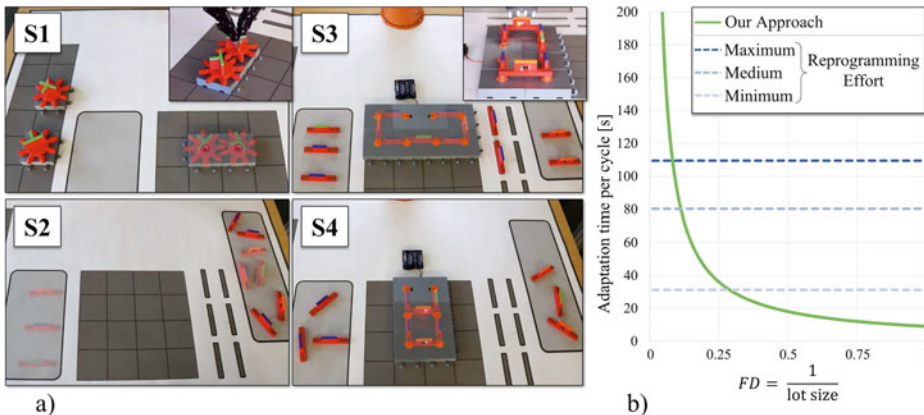 S1
S3
S2
S4
a)
200
180
160
140
120
100
80
60
40
20
0
Adaptation time per cycle [s]
Our Approach
Maximum
Medium
Minimum
Reprogramming
Effort
0
0.25
0.5
0.75
FD = 1
lot size
b)